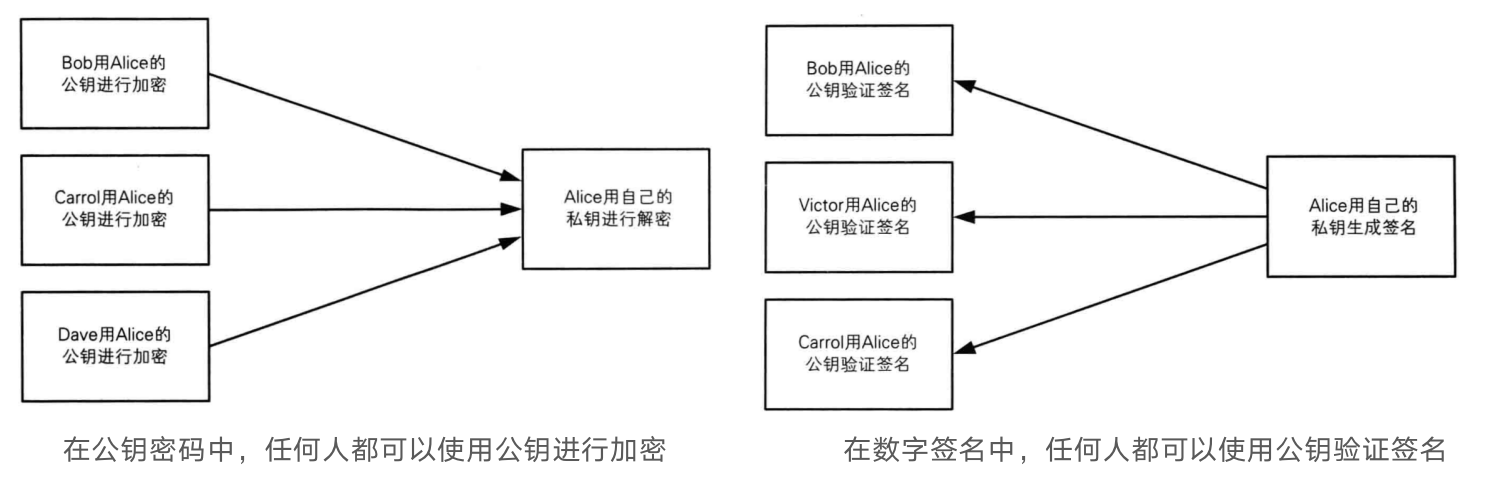 Bob用Alice的
公钥进行加密
Carrol用Alice的
公钥进行加密
Dave用Alice的
公钥进行加密
Alice用自己的
私钥进行解密
在公钥密码中，任何人都可以使用公钥进行加密
Bob用Alice的
公钥验证签名
Victor用Alice的
公钥验证签名
Carrol用Alice的
公钥验证签名
Alice用自己的
私钥生成签名
在数字签名中，任何人都可以使用公钥验证签名